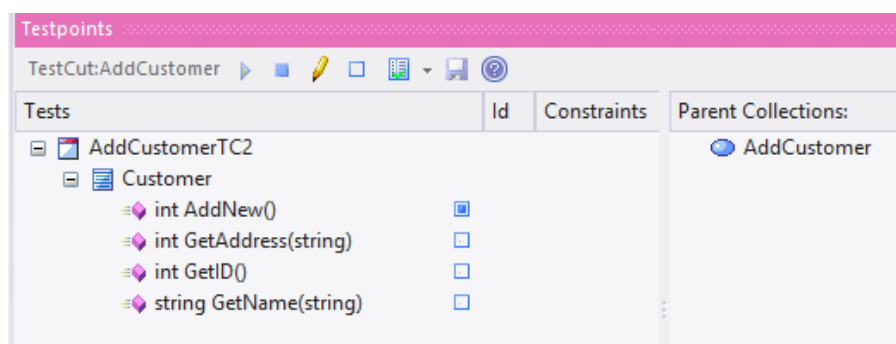 Testpoints
TestCut:AddCustomer
Tests Id Constraints Parent Collections:
AddCustomerTC2 AddCustomer
Customer
int AddNew()
int GetAddress(string)
int GetID()
string GetName(string)